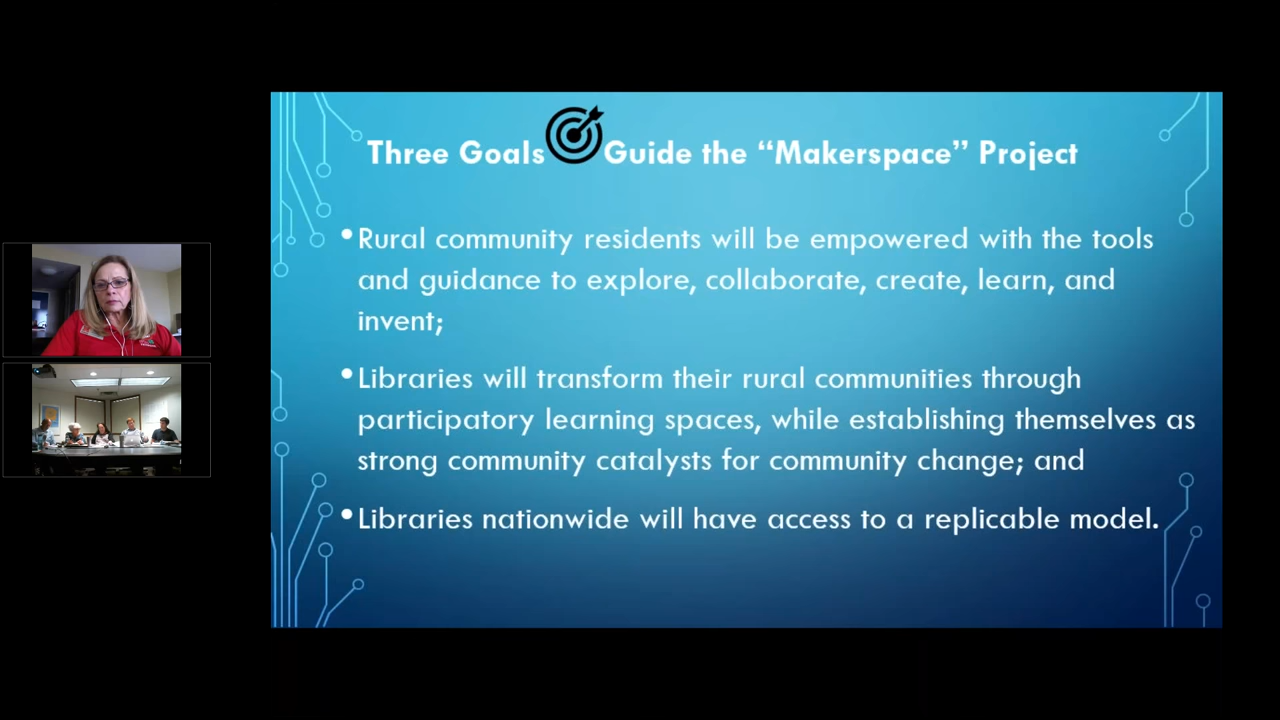 Three Goals Guide the “Makerspace” Project
•Rural community residents will be empowered with the tools
and guidance to explore, collaborate, create, learn, and
invent;
•Libraries will transform their rural communities through
participatory learning spaces, while establishing themselves as
strong community catalysts for community change; and
•Libraries nationwide will have access to a replicable model.